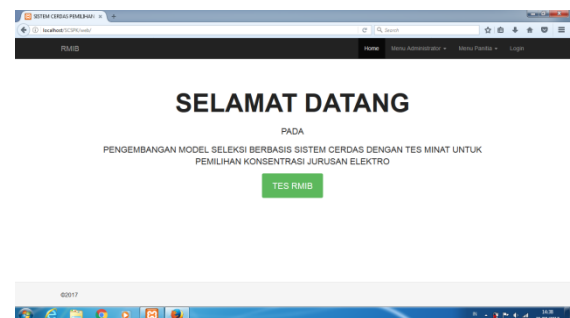 SISTEM CERDAS PEMILIHAN
localhost/SCSPE/web/
Search
RMIB
Home Menu Administrator Menu Panitia Login
SELAMAT DATANG
PADA
PENGEMBANGAN MODEL SELEKSI BERBASIS SISTEM CERDAS DENGAN TES MINAT UNTUK
PEMILIHAN KONSENTRASI JURUSAN ELEKTRO
TES RMIB
©2017